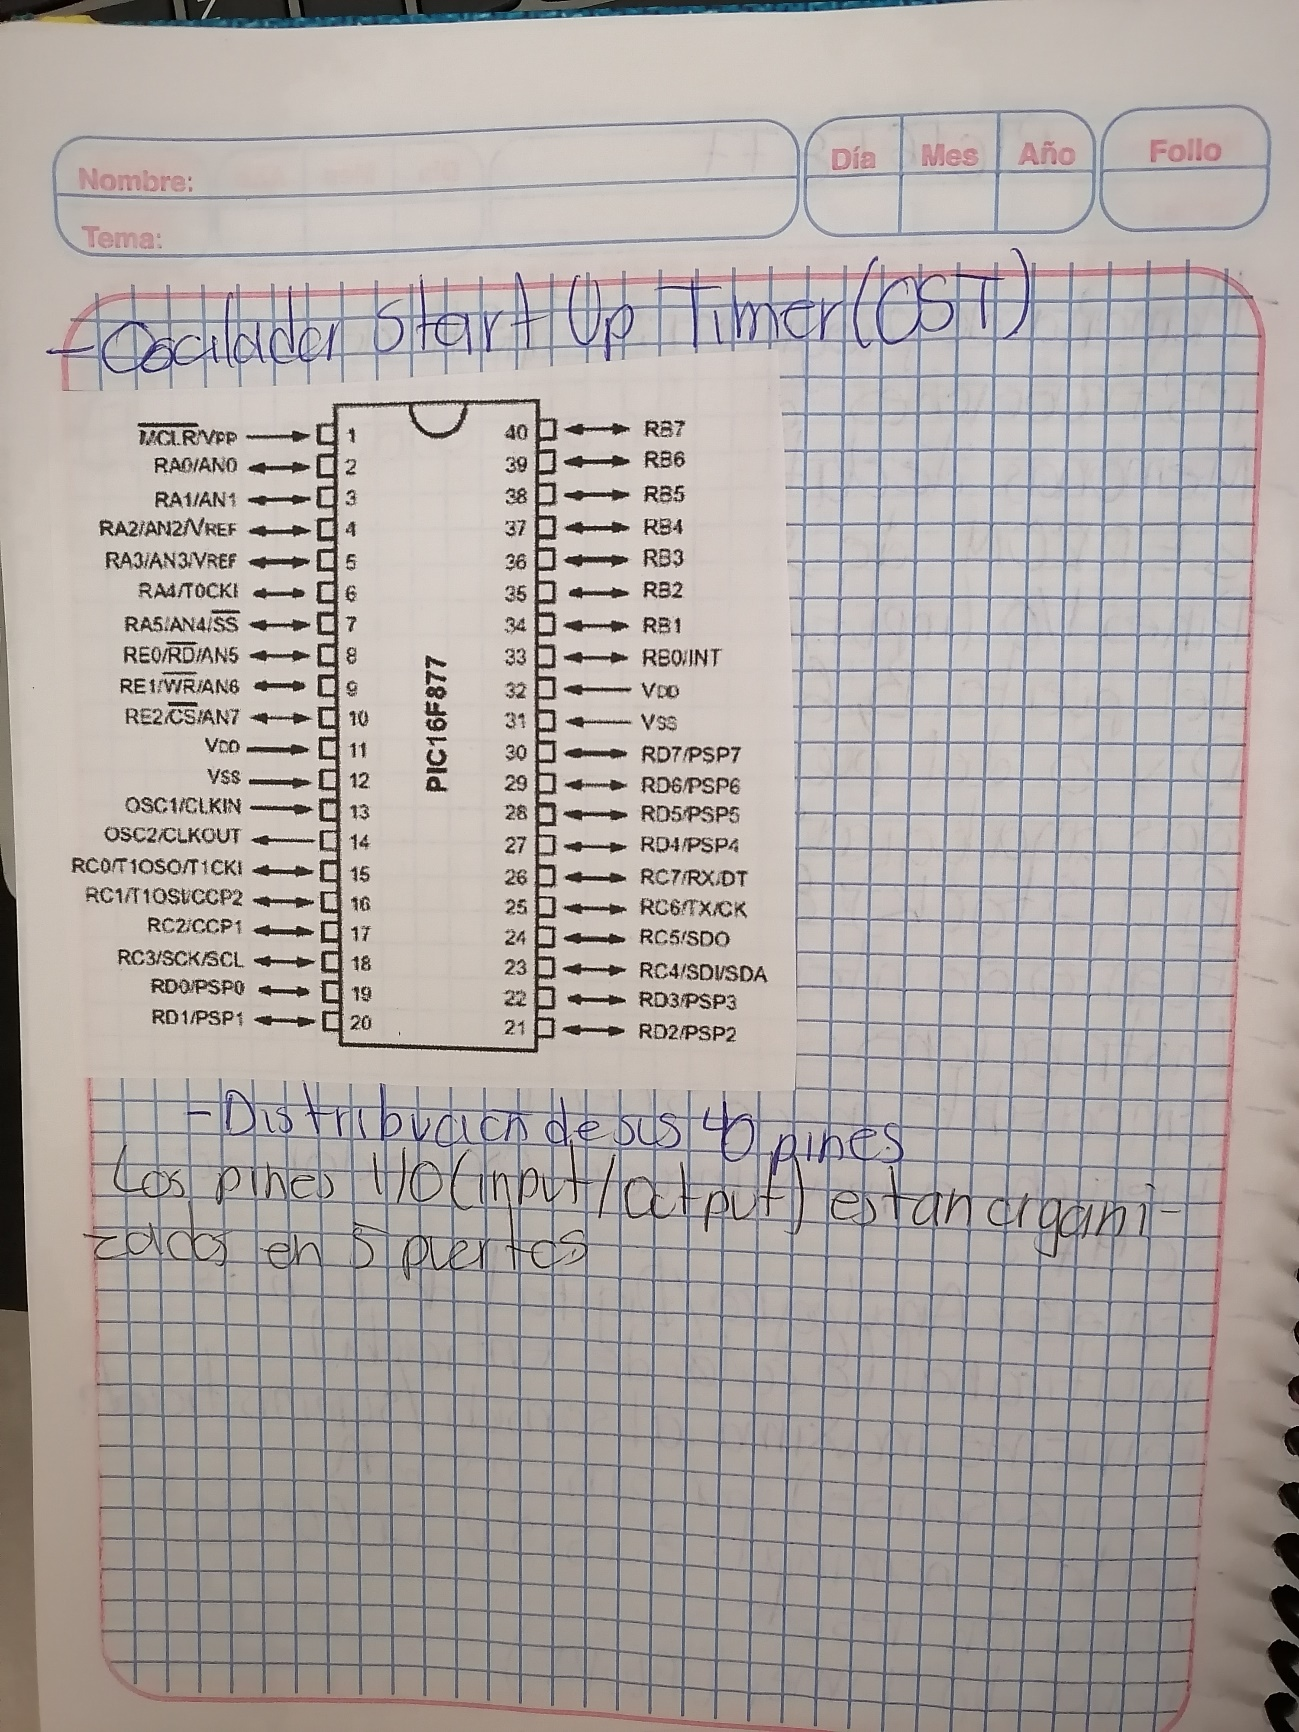 Nombre:
Tema:
Día Mes Año Folio
- Oscilador Start Up Timer (OST)
MCLR/VPP 1
RA0/AN0 2
RA1/AN1 3
RA2/AN2/VREF 4
RA3/AN3/VREF 5
RA4/T0CKI 6
RA5/AN4/SS 7
RE0/RD/AN5 8
RE1/WR/AN6 9
RE2/CS/AN7 10
VDD 11
VSS 12
OSC1/CLKIN 13
OSC2/CLKOUT 14
RC0/T1OSO/T1CKI 15
RC1/T1OSI/CCP2 16
RC2/CCP1 17
RC3/SCK/SCL 18
RD0/PSP0 19
RD1/PSP1 20
PIC16F877
40 RB7
39 RB6
38 RB5
37 RB4
36 RB3
35 RB2
34 RB1
33 RB0/INT
32 VDD
31 VSS
30 RD7/PSP7
29 RD6/PSP6
28 RD5/PSP5
27 RD4/PSP4
26 RC7/RX/DT
25 RC6/TX/CK
24 RC5/SDO
23 RC4/SDI/SDA
22 RD3/PSP3
21 RD2/PSP2
- Distribucion de sus 40 pines
Los pines I/O (input/output) estan organi-
zados en 5 puertos